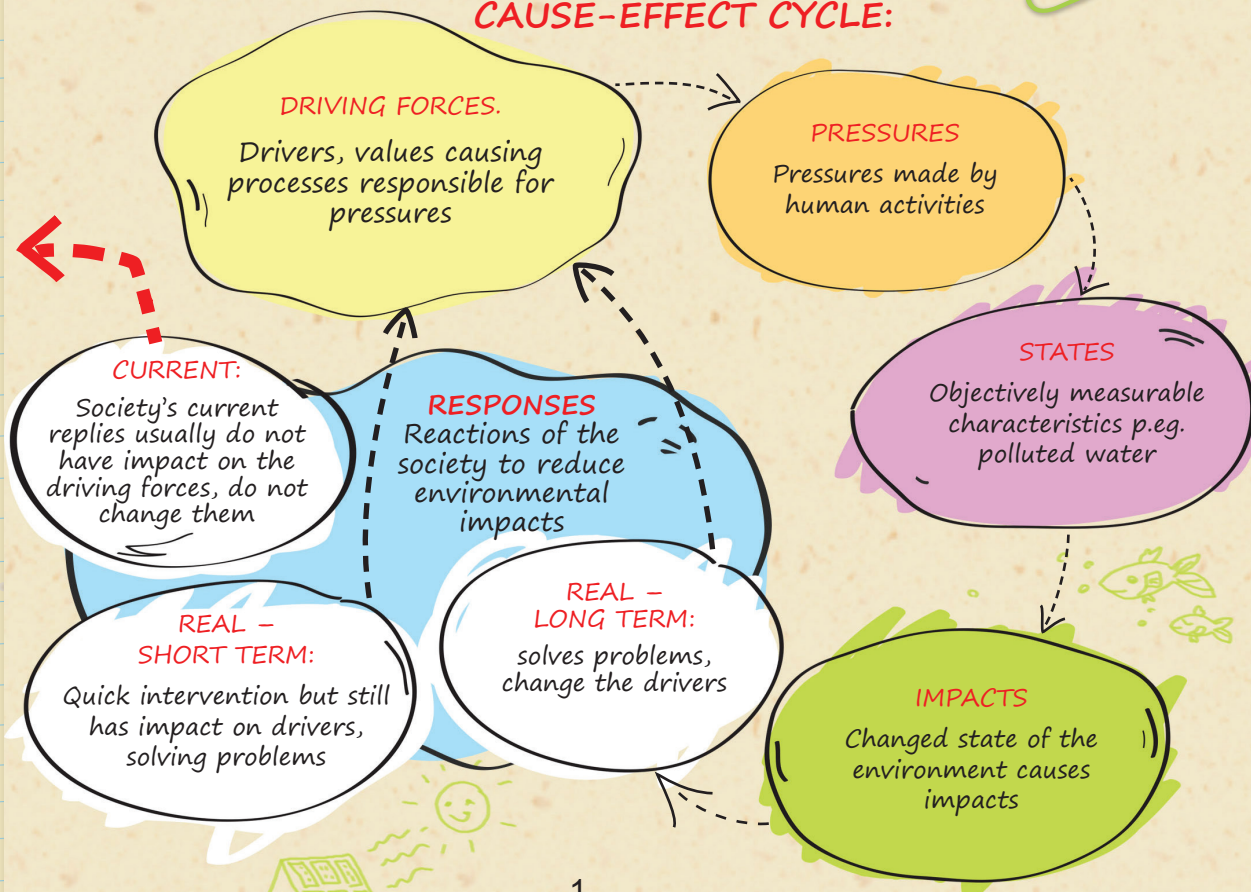 CAUSE-EFFECT CYCLE:
DRIVING FORCES.
Drivers, values causing
processes responsible for
pressures
PRESSURES
Pressures made by
human activities
STATES
Objectively measurable
characteristics p.eg.
polluted water
IMPACTS
Changed state of the
environment causes
impacts
RESPONSES
Reactions of the
society to reduce
environmental
impacts
CURRENT:
Society's current
replies usually do not
have impact on the
driving forces, do not
change them
REAL –
SHORT TERM:
Quick intervention but still
has impact on drivers,
solving problems
REAL –
LONG TERM:
solves problems,
change the drivers
1